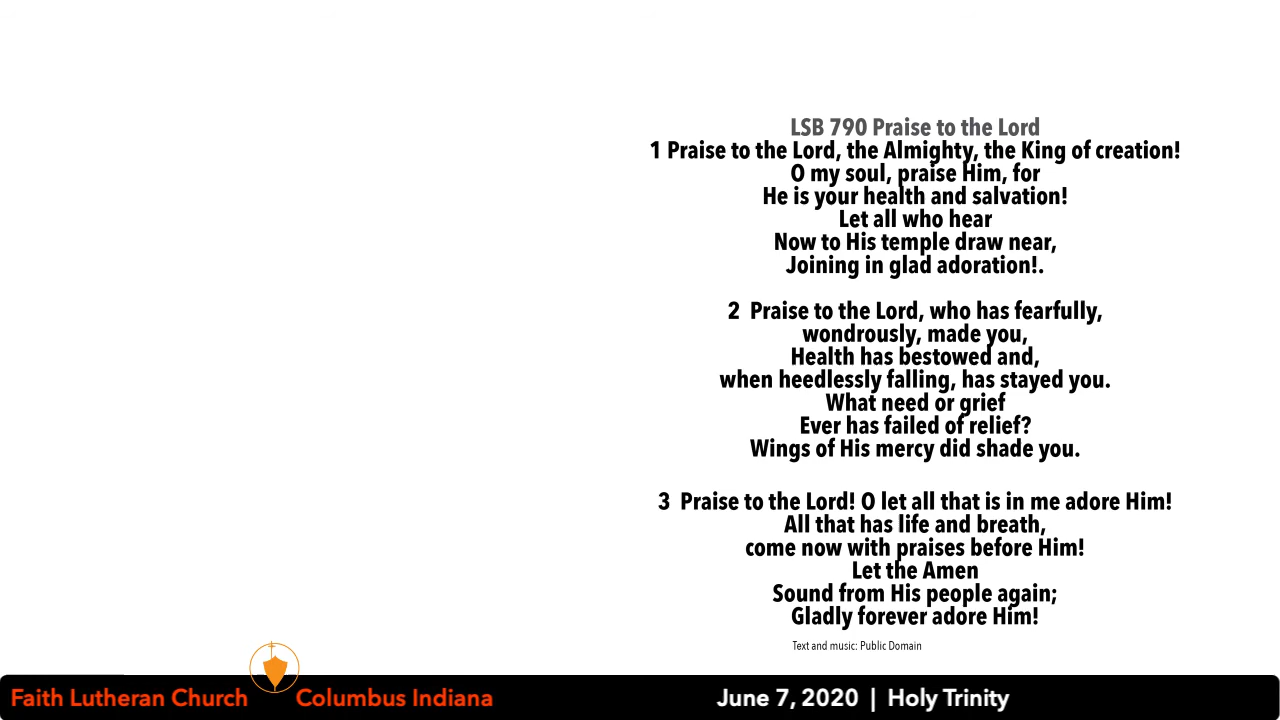 LSB 790 Praise to the Lord
1 Praise to the Lord, the Almighty, the King of creation!
O my soul, praise Him, for
He is your health and salvation!
Let all who hear
Now to His temple draw near,
Joining in glad adoration!.
2  Praise to the Lord, who has fearfully,
wondrously, made you,
Health has bestowed and,
when heedlessly falling, has stayed you.
What need or grief
Ever has failed of relief?
Wings of His mercy did shade you.
3  Praise to the Lord! O let all that is in me adore Him!
All that has life and breath,
come now with praises before Him!
Let the Amen
Sound from His people again;
Gladly forever adore Him!
Text and music: Public Domain
Faith Lutheran Church Columbus Indiana
June 7, 2020 | Holy Trinity